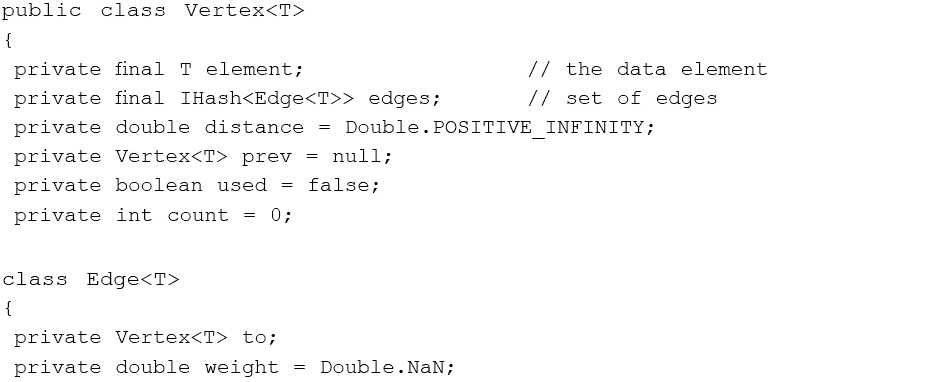 public class Vertex<T>
{
private final T element; // the data element
private final IHash<Edge<T>> edges; // set of edges
private double distance = Double.POSITIVE_INFINITY;
private Vertex<T> prev = null;
private boolean used = false;
private int count = 0;
class Edge<T>
{
private Vertex<T> to;
private double weight = Double.NaN;